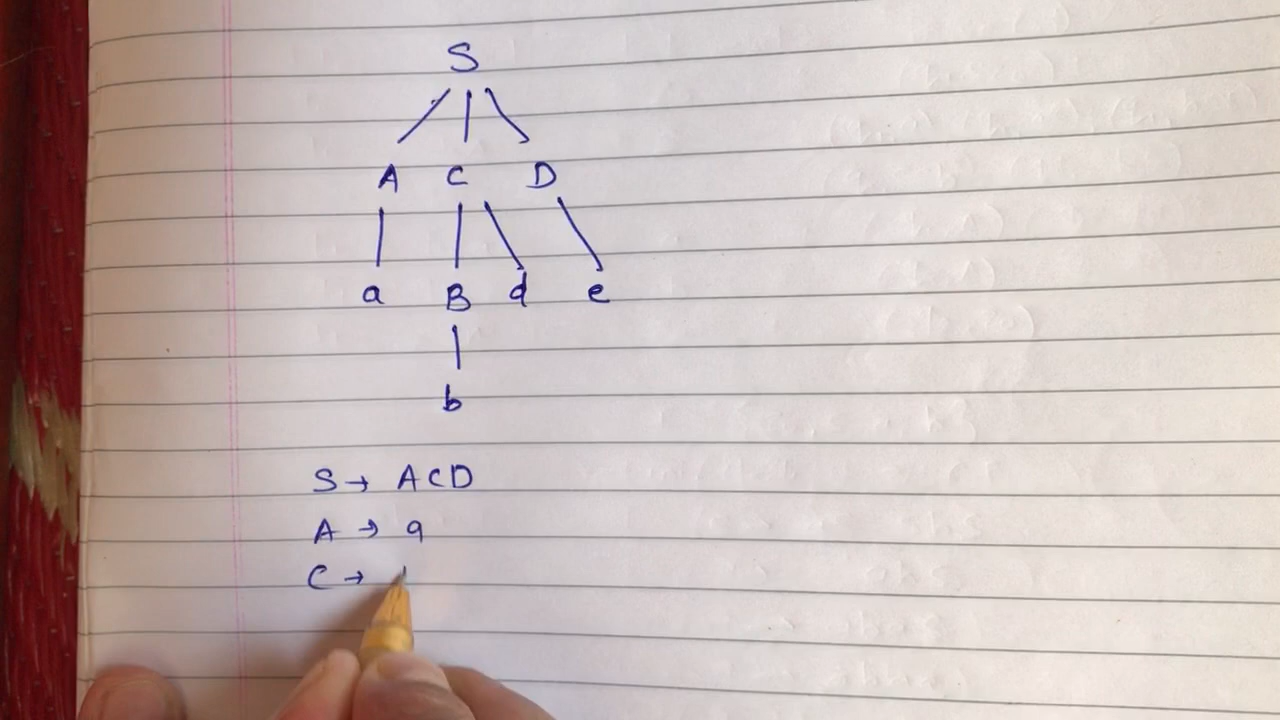 S
A C D
a B d e
b
S → ACD
A → a
C →